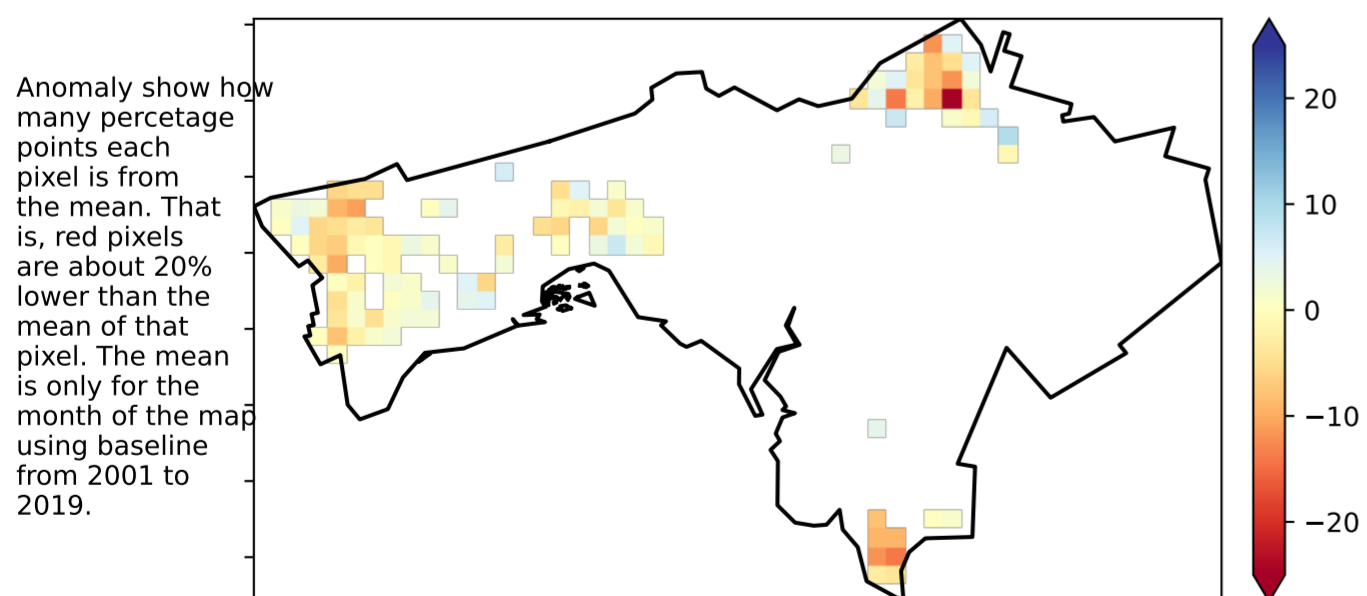 Anomaly show how
many percetage
points each
pixel is from
the mean. That
is, red pixels
are about 20%
lower than the
mean of that
pixel. The mean
is only for the
month of the map
using baseline
from 2001 to
2019.
20
10
0
−10
−20